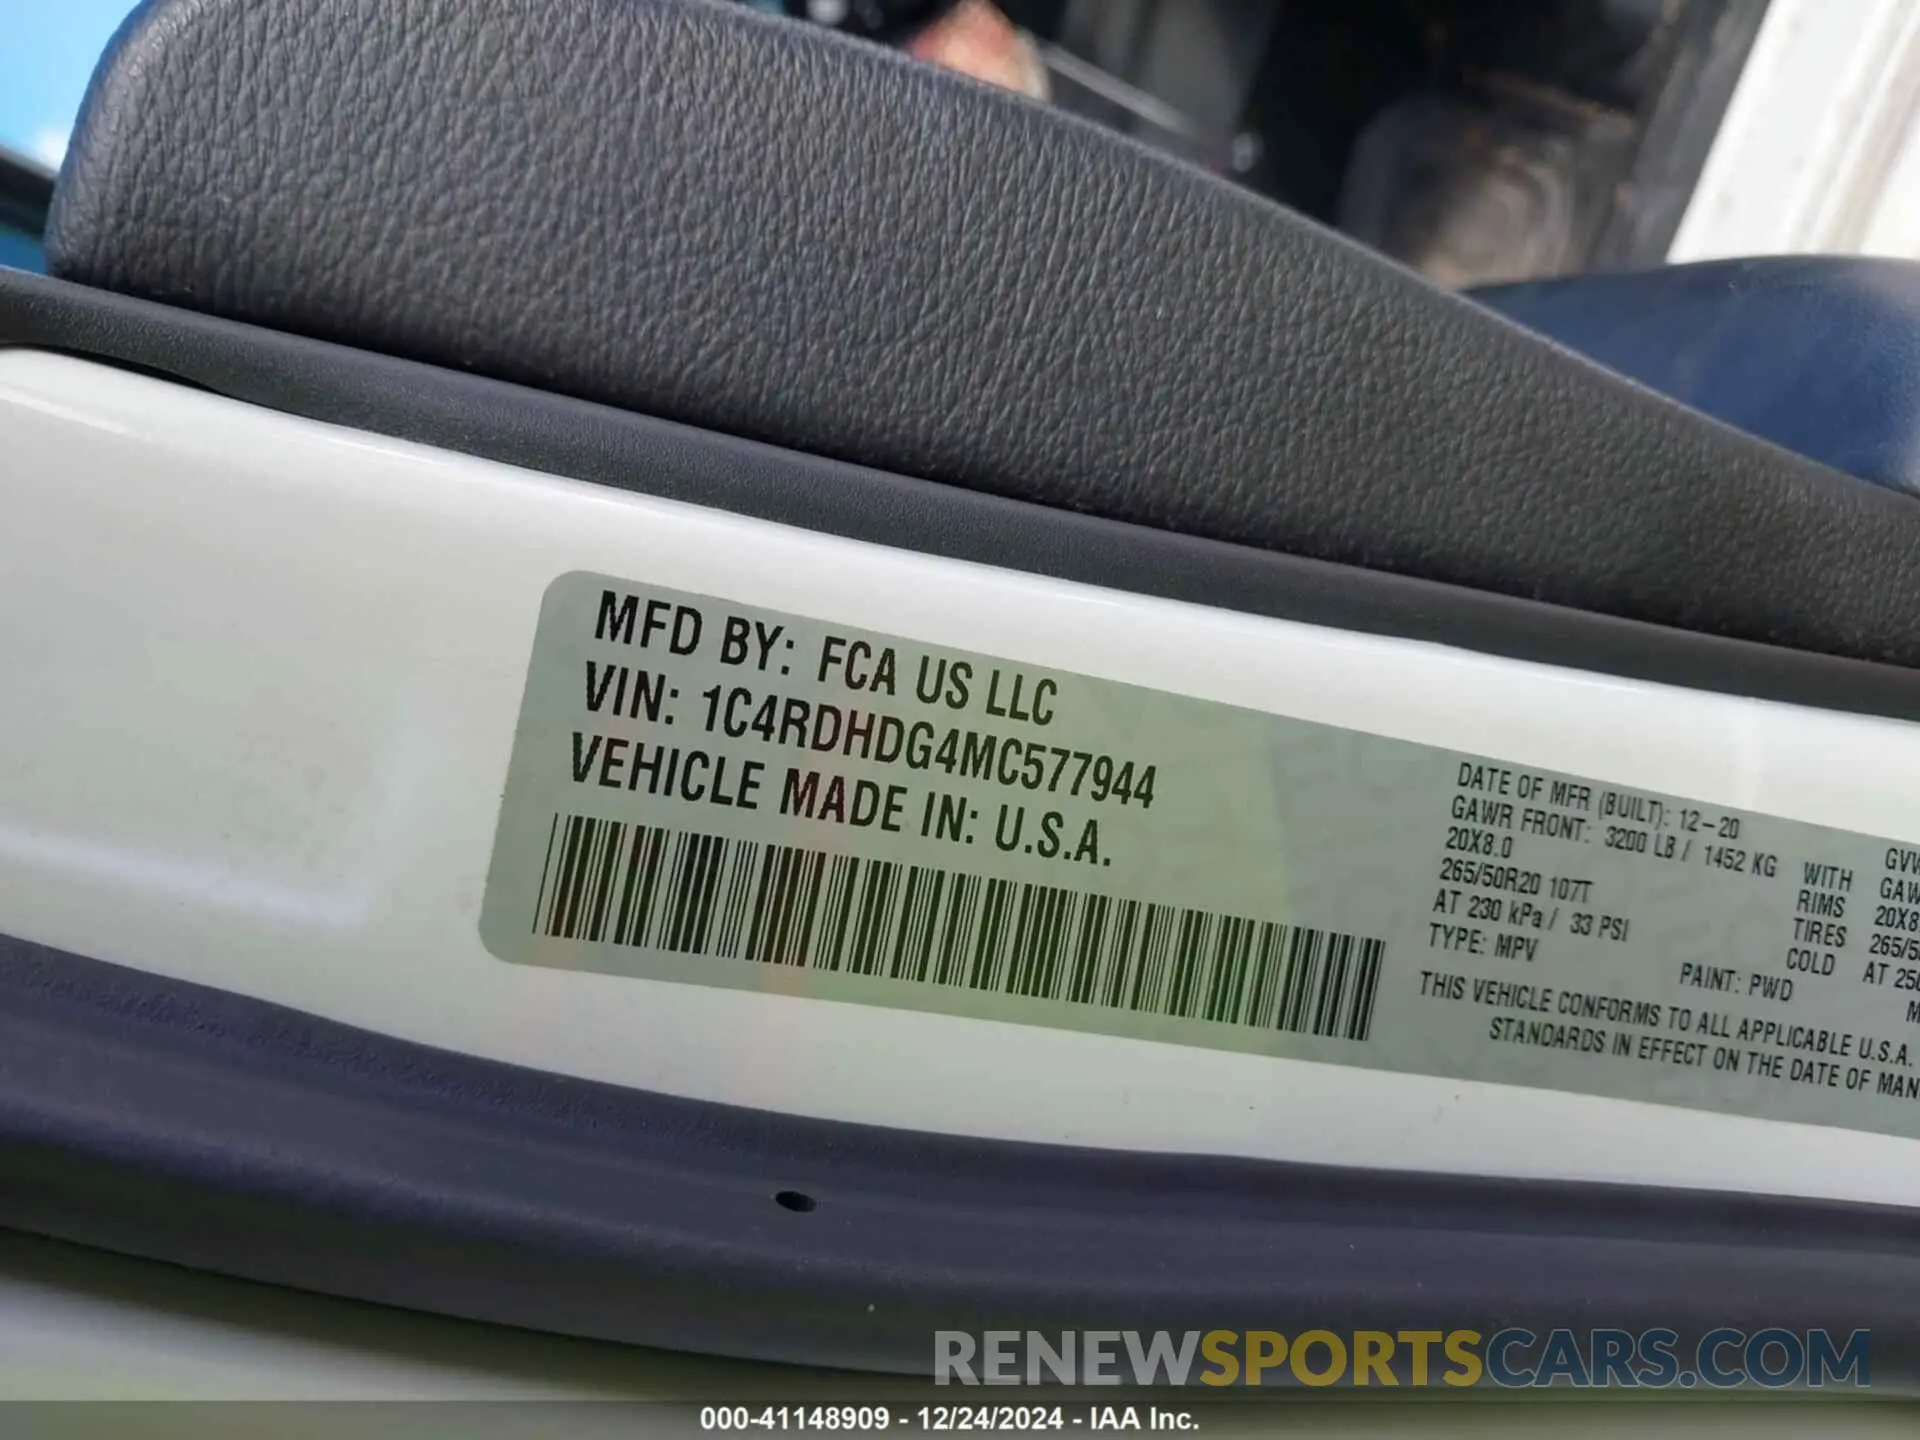 MFD BY: FCA US LLC
VIN: 1C4RDHDG4MC577944
VEHICLE MADE IN: U.S.A.
DATE OF MFR (BUILT): 12-20
GAWR FRONT: 3200 LB / 1452 KG WITH
20X8.0 RIMS
265/50R20 107T TIRES
AT 230 kPa / 33 PSI COLD
TYPE: MPV PAINT: PWD
20X8
AT 250
THIS VEHICLE CONFORMS TO ALL APPLICABLE U.S.A.
STANDARDS IN EFFECT ON THE DATE OF
RENEWSPORTSCARS.COM
000-41148909 - 12/24/2024 - IAA Inc.